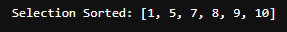 Selection Sorted: [1, 5, 7, 8, 9, 10]